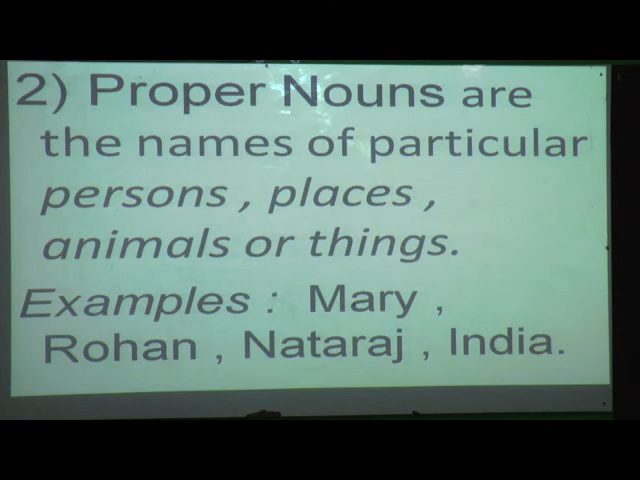 2) Proper Nouns are
the names of particular
persons , places ,
animals or things.
Examples : Mary ,
Rohan , Nataraj , India.